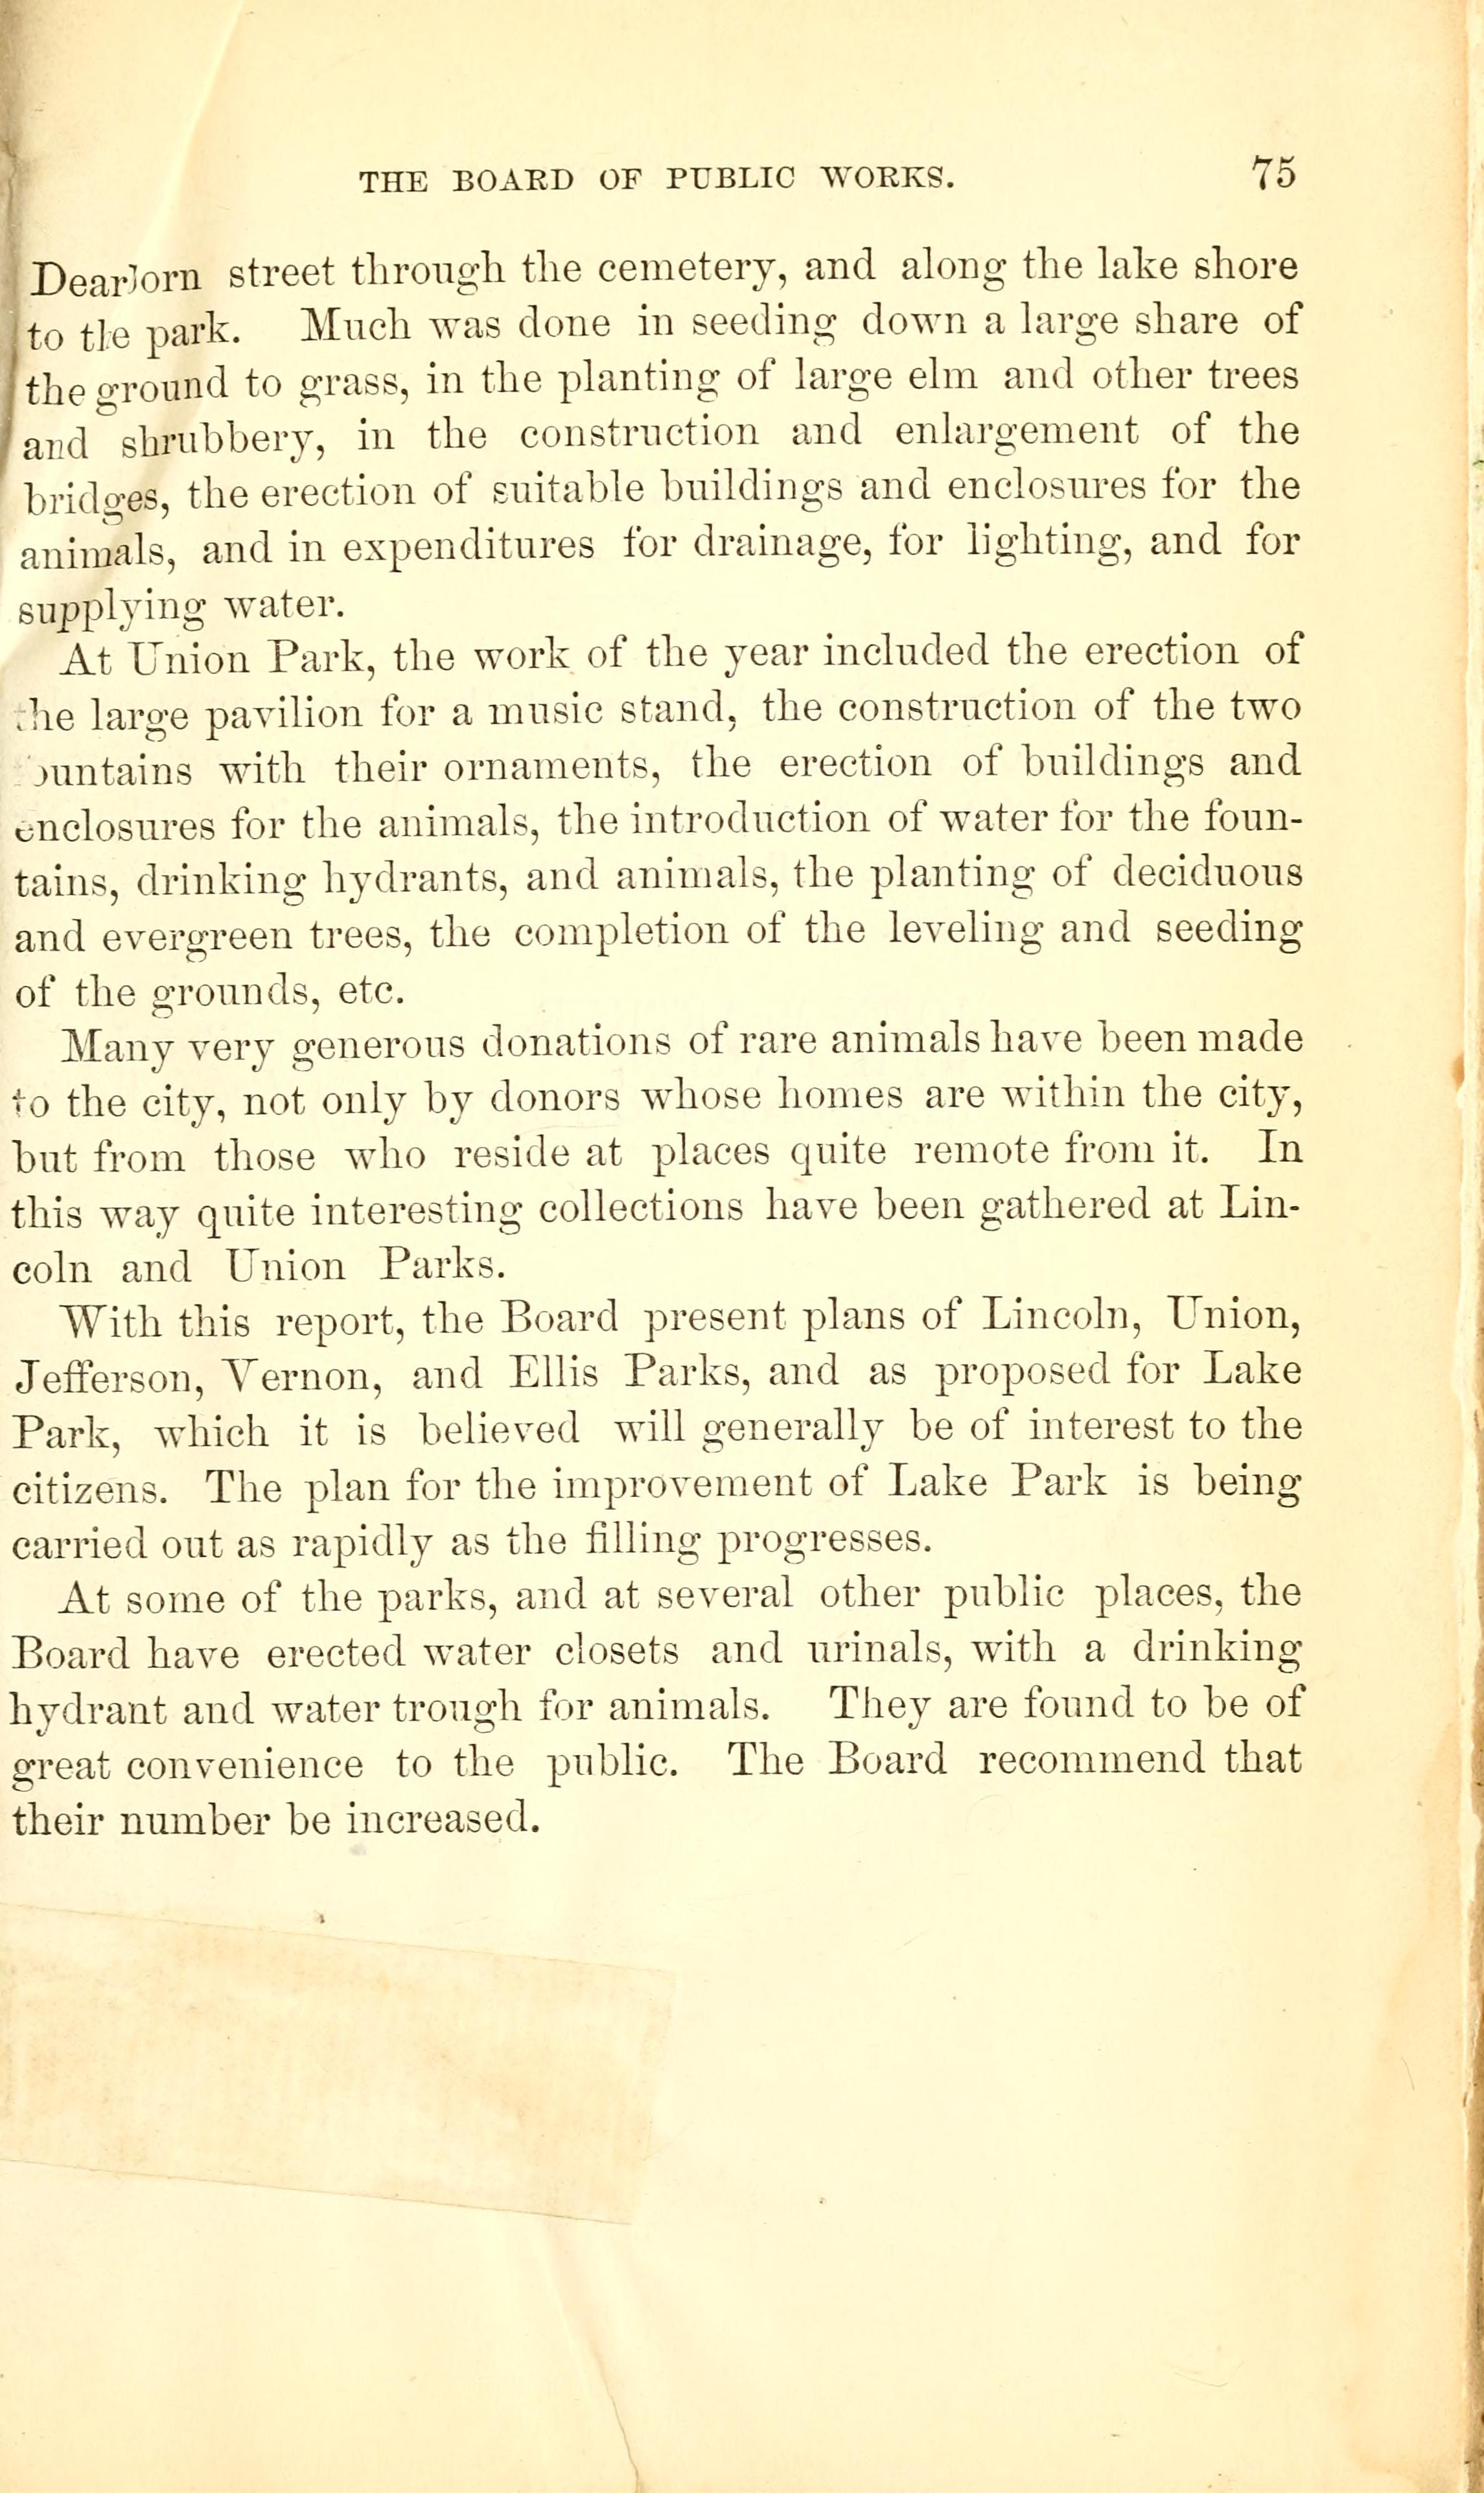 THE BOARD OF PUBLIC WORKS. 75
Dearborn street through the cemetery, and along the lake shore
to the park. Much was done in seeding down a large share of
the ground to grass, in the planting of large elm and other trees
and shrubbery, in the construction and enlargement of the
bridges, the erection of suitable buildings and enclosures for the
animals, and in expenditures for drainage, for lighting, and for
supplying water.
At Union Park, the work of the year included the erection of
the large pavilion for a music stand, the construction of the two
fountains with their ornaments, the erection of buildings and
enclosures for the animals, the introduction of water for the foun-
tains, drinking hydrants, and animals, the planting of deciduous
and evergreen trees, the completion of the leveling and seeding
of the grounds, etc.
Many very generous donations of rare animals have been made
to the city, not only by donors whose homes are within the city,
but from those who reside at places quite remote from it. In
this way quite interesting collections have been gathered at Lin-
coln and Union Parks.
With this report, the Board present plans of Lincoln, Union,
Jefferson, Vernon, and Ellis Parks, and as proposed for Lake
Park, which it is believed will generally be of interest to the
citizens. The plan for the improvement of Lake Park is being
carried out as rapidly as the filling progresses.
At some of the parks, and at several other public places, the
Board have erected water closets and urinals, with a drinking
hydrant and water trough for animals. They are found to be of
great convenience to the public. The Board recommend that
their number be increased.